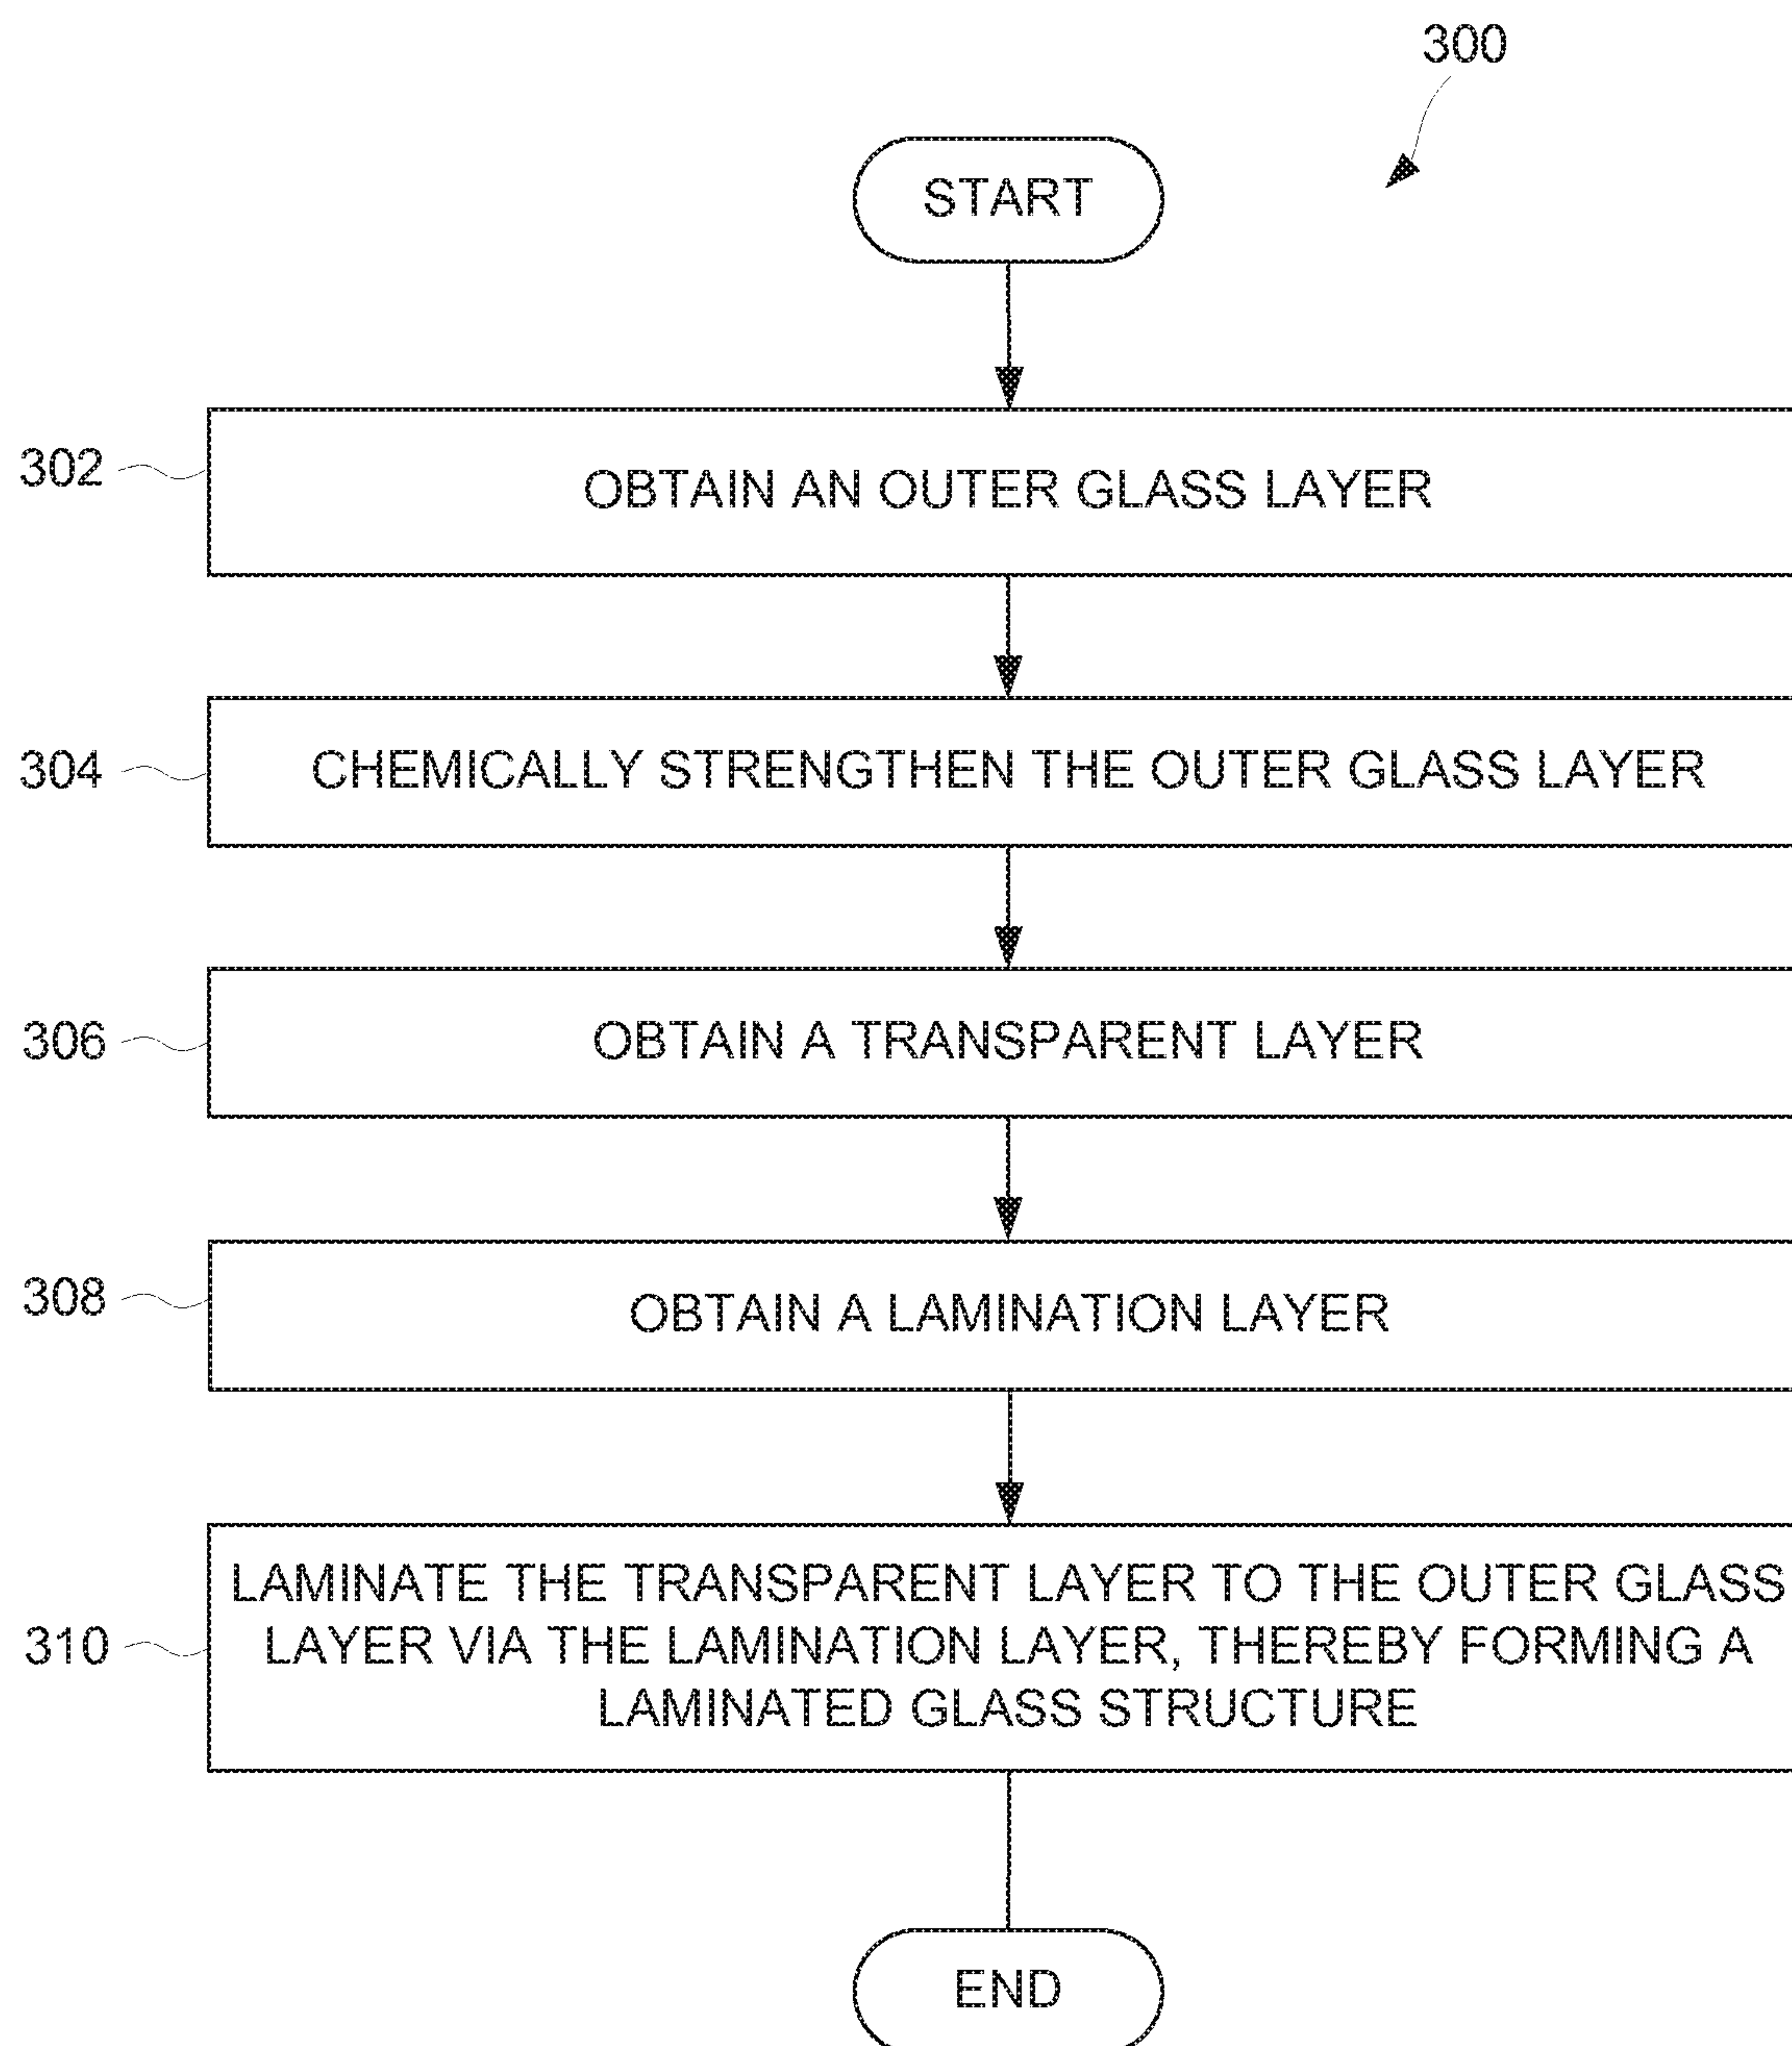 300
START
302
OBTAIN AN OUTER GLASS LAYER
304
CHEMICALLY STRENGTHEN THE OUTER GLASS LAYER
306
OBTAIN A TRANSPARENT LAYER
308
OBTAIN A LAMINATION LAYER
310
LAMINATE THE TRANSPARENT LAYER TO THE OUTER GLASS
LAYER VIA THE LAMINATION LAYER, THEREBY FORMING A
LAMINATED GLASS STRUCTURE
END